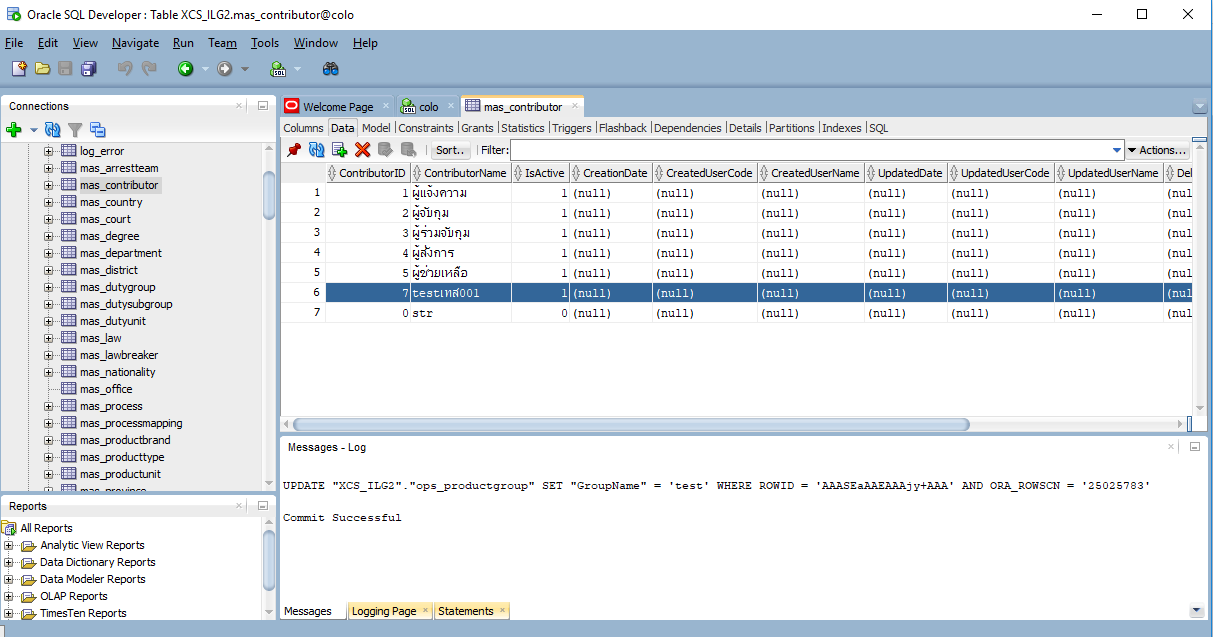 Oracle SQL Developer : Table XCS_ILG2.mas_contributor@colo
File Edit View Navigate Run Team Tools Window Help
SQL
Connections
log_error
mas_arrestteam
mas_contributor
mas_country
mas_court
mas_degree
mas_department
mas_district
mas_dutygroup
mas_dutysubgroup
mas_dutyunit
mas_law
mas_lawbreaker
mas_nationality
mas_office
mas_process
mas_processmapping
mas_productbrand
mas_producttype
mas_productunit
mas_province
Reports
All Reports
Analytic View Reports
Data Dictionary Reports
Data Modeler Reports
OLAP Reports
TimesTen Reports
Welcome Page colo mas_contributor
Columns Data Model Constraints Grants Statistics Triggers Flashback Dependencies Details Partitions Indexes SQL
Sort.. Filter: Actions...
ContributorID ContributorName IsActive CreationDate CreatedUserCode CreatedUserName UpdatedDate UpdatedUserCode UpdatedUserName Del
1 1 ผู้แจ้งความ 1 (null) (null) (null) (null) (null) (null) (nul
2 2 ผู้จับกุม 1 (null) (null) (null) (null) (null) (null) (nul
3 3 ผู้ร่วมจับกุม 1 (null) (null) (null) (null) (null) (null) (nul
4 4 ผู้สั่งการ 1 (null) (null) (null) (null) (null) (null) (nul
5 5 ผู้ช่วยเหลือ 1 (null) (null) (null) (null) (null) (null) (nul
6 7 testเทส001 1 (null) (null) (null) (null) (null) (null) (nul
7 0 str 0 (null) (null) (null) (null) (null) (null) (nul
Messages - Log
UPDATE "XCS_ILG2"."ops_productgroup" SET "GroupName" = 'test' WHERE ROWID = 'AAASEaAAEAAAjy+AAA' AND ORA_ROWSCN = '25025783'
Commit Successful
Messages Logging Page Statements